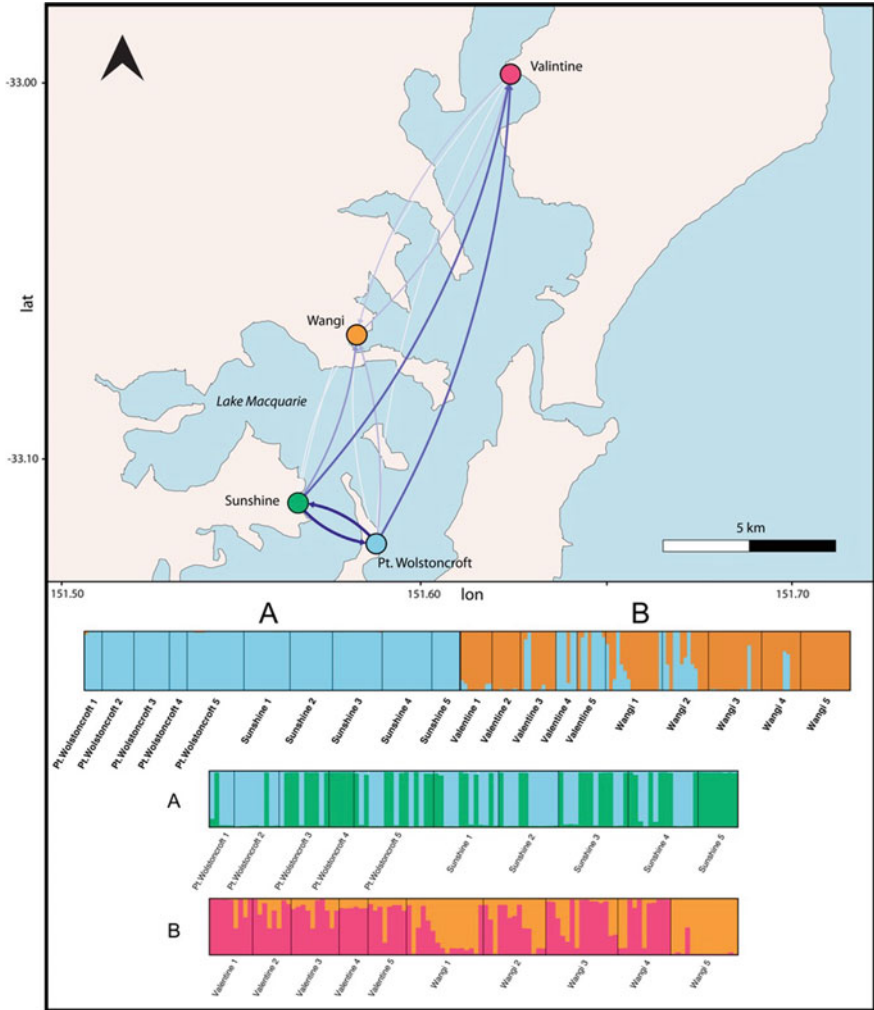 Valintine
-33.00
lat
Wangi
Lake Macquarie
-33.10
Sunshine
5 km
Pt. Wolstoncroft
151.50
151.60
lon
151.70
A
B
Pt.Wolstoncroft 1
Pt.Wolstoncroft 2
Pt.Wolstoncroft 3
Pt.Wolstoncroft 4
Pt.Wolstoncroft 5
Sunshine 1
Sunshine 2
Sunshine 3
Sunshine 4
Sunshine 5
Valentine 1
Valentine 2
Valentine 3
Valentine 4
Valentine 5
Wangi 1
Wangi 2
Wangi 3
Wangi 4
Wangi 5
A
Pt.Wolstoncroft 1
Pt.Wolstoncroft 2
Pt.Wolstoncroft 3
Pt.Wolstoncroft 4
Pt.Wolstoncroft 5
Sunshine 1
Sunshine 2
Sunshine 3
Sunshine 4
Sunshine 5
B
Valentine 1
Valentine 2
Valentine 3
Valentine 4
Valentine 5
Wangi 1
Wangi 2
Wangi 3
Wangi 4
Wangi 5